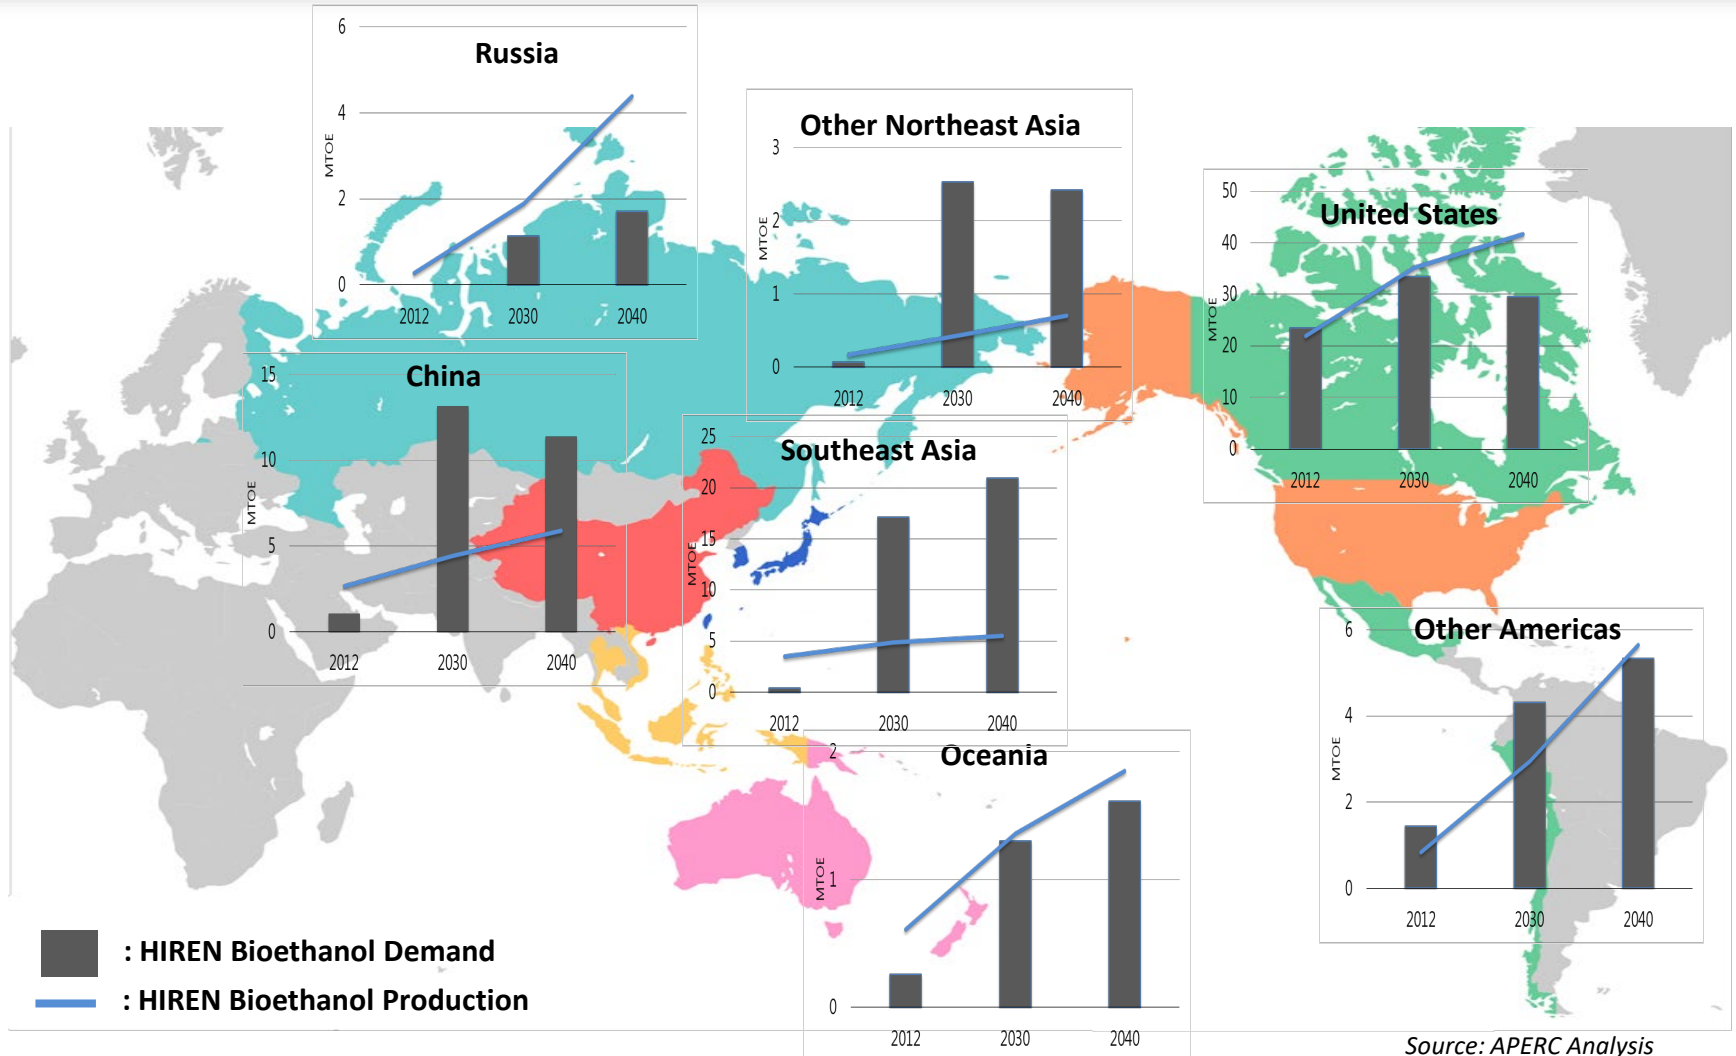 Russia
6
4
2
0
MTOE
2012 2030 2040
Other Northeast Asia
3
2
1
0
MTOE
2012 2030 2040
United States
50
40
30
20
10
0
MTOE
2012 2030 2040
China
15
10
5
0
MTOE
2012 2030 2040
Southeast Asia
25
20
15
10
5
0
MTOE
2012 2030 2040
Oceania
2
1
0
MTOE
2012 2030 2040
Other Americas
6
4
2
0
MTOE
2012 2030 2040
: HIREN Bioethanol Demand
: HIREN Bioethanol Production
Source: APERC Analysis